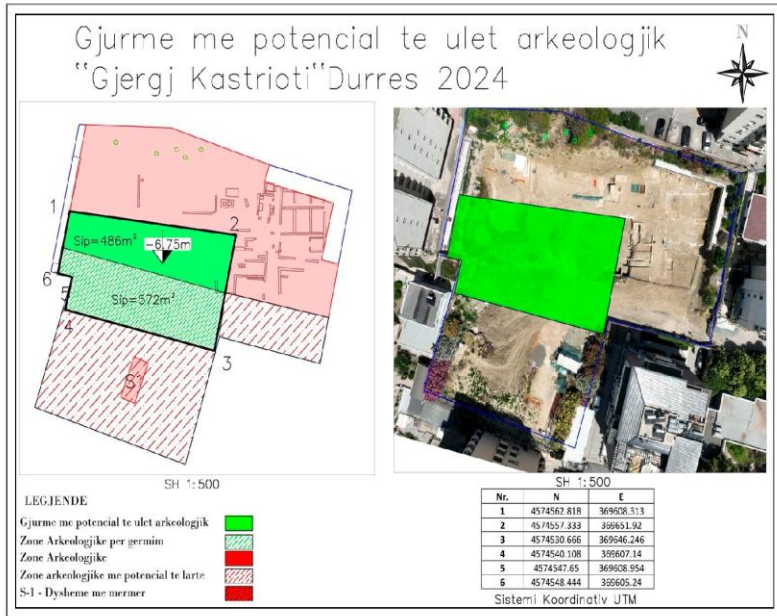 Gjurme me potencial te ulet arkeologjik
“Gjergj Kastrioti“Durres 2024
N
1
2
Sip=486m²
-6.75m
6
5
Sip=572m²
4
3
S
SH 1:500
SH 1:500
LEGJENDE
Gjurme me potencial te ulet arkeologjik
Zone Arkeologjike per germim
Zone Arkeologjike
Zone arkeologjike me potencial te larte
S-1 - Dysheme me mermer
Nr. N E
1 4574562.818 369608.313
2 4574557.333 369651.92
3 4574530.666 369646.246
4 4574540.108 369607.14
5 4574547.65 369608.954
6 4574548.444 369605.24
Sistemi Koordinativ UTM